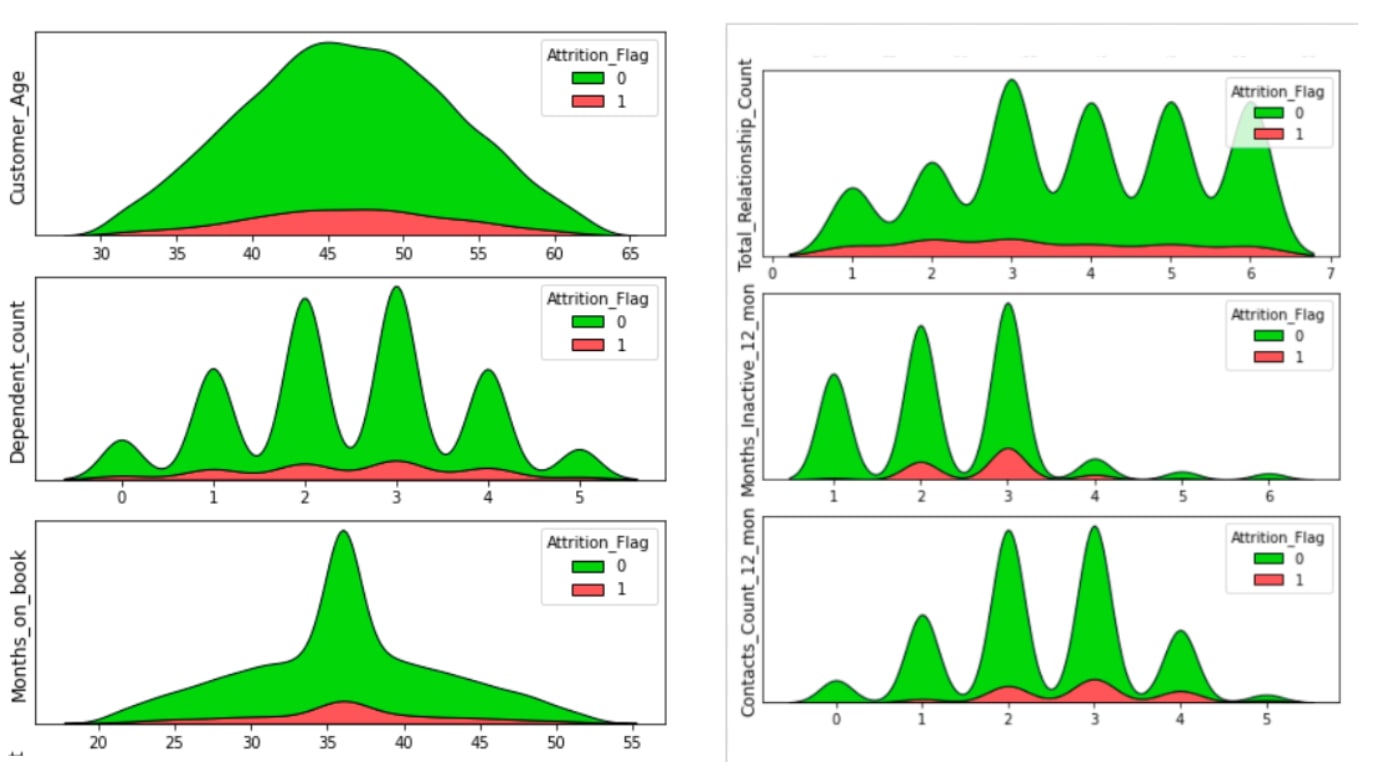 Customer_Age
Attrition_Flag
0
1
30 35 40 45 50 55 60 65
Dependent_count
Attrition_Flag
0
1
0 1 2 3 4 5
Months_on_book
Attrition_Flag
0
1
20 25 30 35 40 45 50 55
t
Total_Relationship_Count
Attrition_Flag
0
1
0 1 2 3 4 5 6 7
Months_Inactive_12_mon
Attrition_Flag
0
1
1 2 3 4 5 6
Contacts_Count_12_mon
Attrition_Flag
0
1
0 1 2 3 4 5